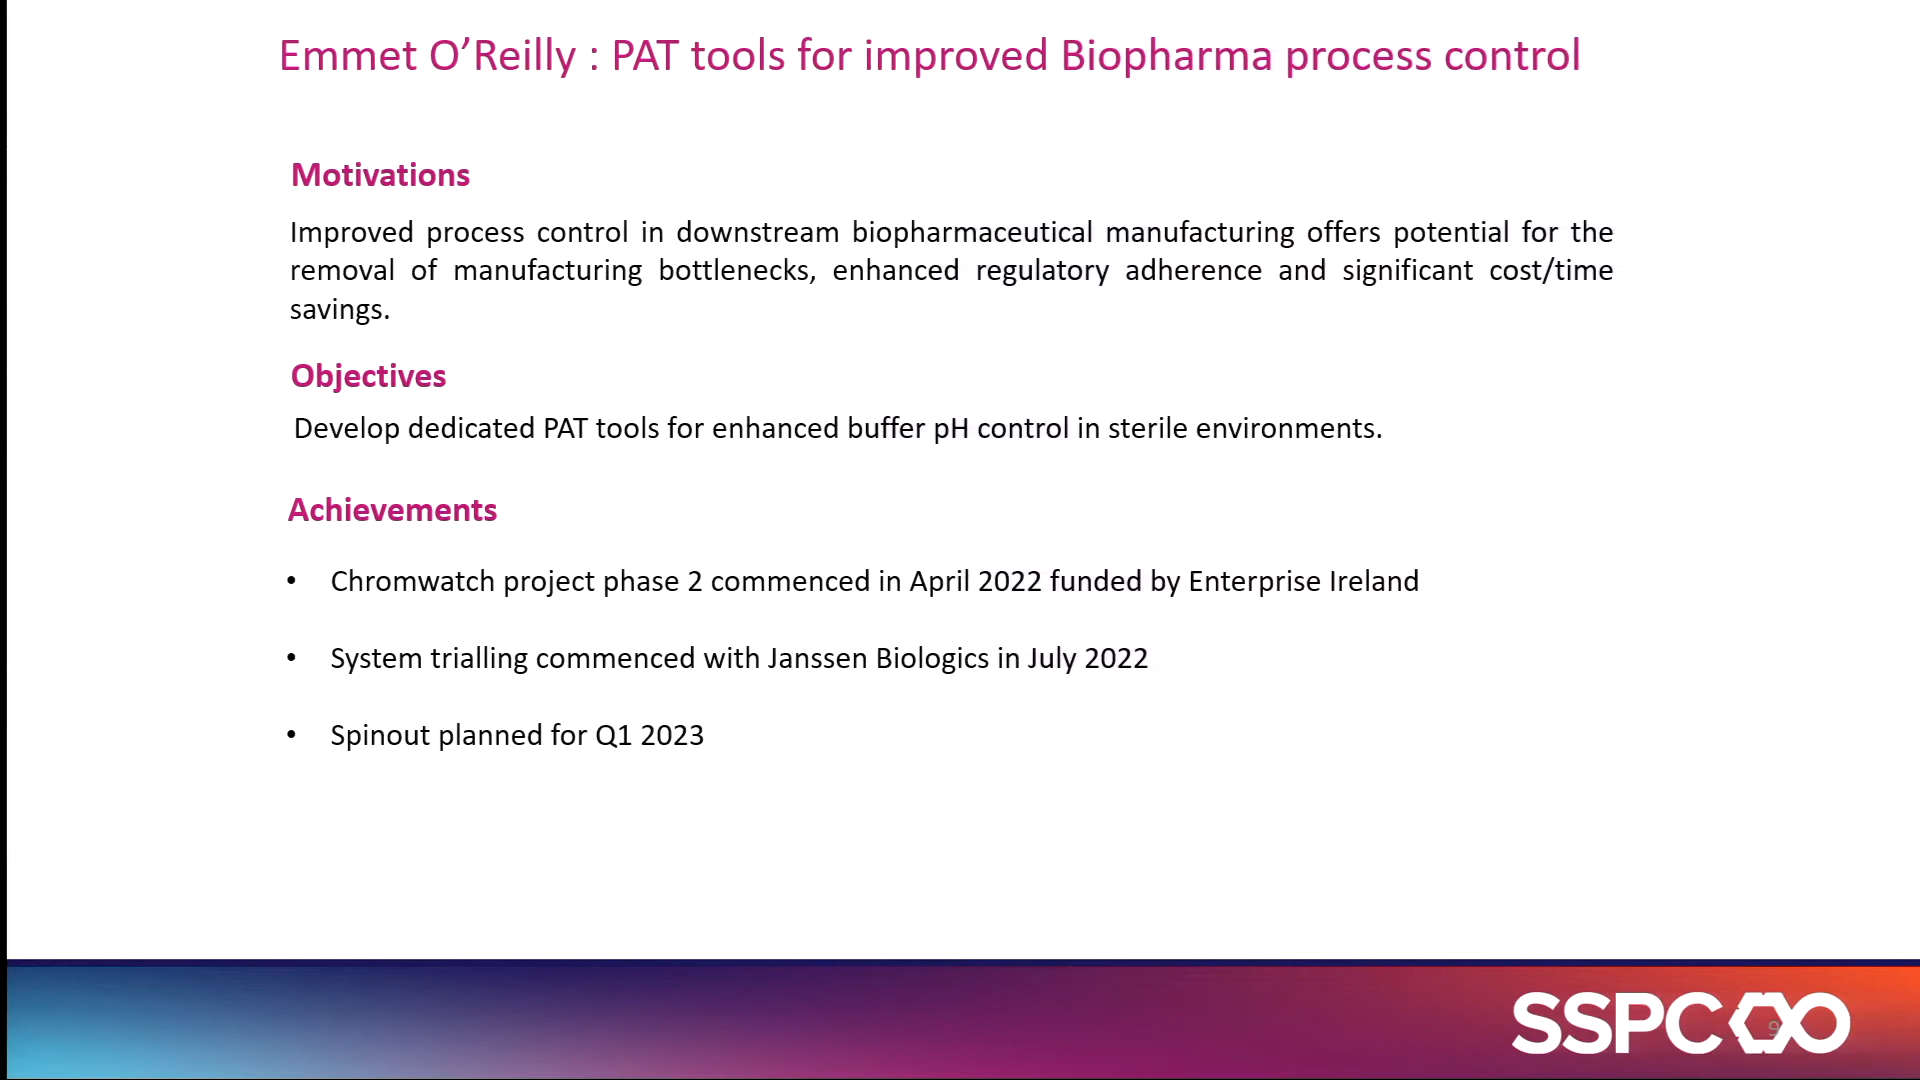 Emmet O’Reilly : PAT tools for improved Biopharma process control
Motivations
Improved process control in downstream biopharmaceutical manufacturing offers potential for the
removal of manufacturing bottlenecks, enhanced regulatory adherence and significant cost/time
savings.
Objectives
Develop dedicated PAT tools for enhanced buffer pH control in sterile environments.
Achievements
• Chromwatch project phase 2 commenced in April 2022 funded by Enterprise Ireland
• System trialling commenced with Janssen Biologics in July 2022
• Spinout planned for Q1 2023
SSPC
9